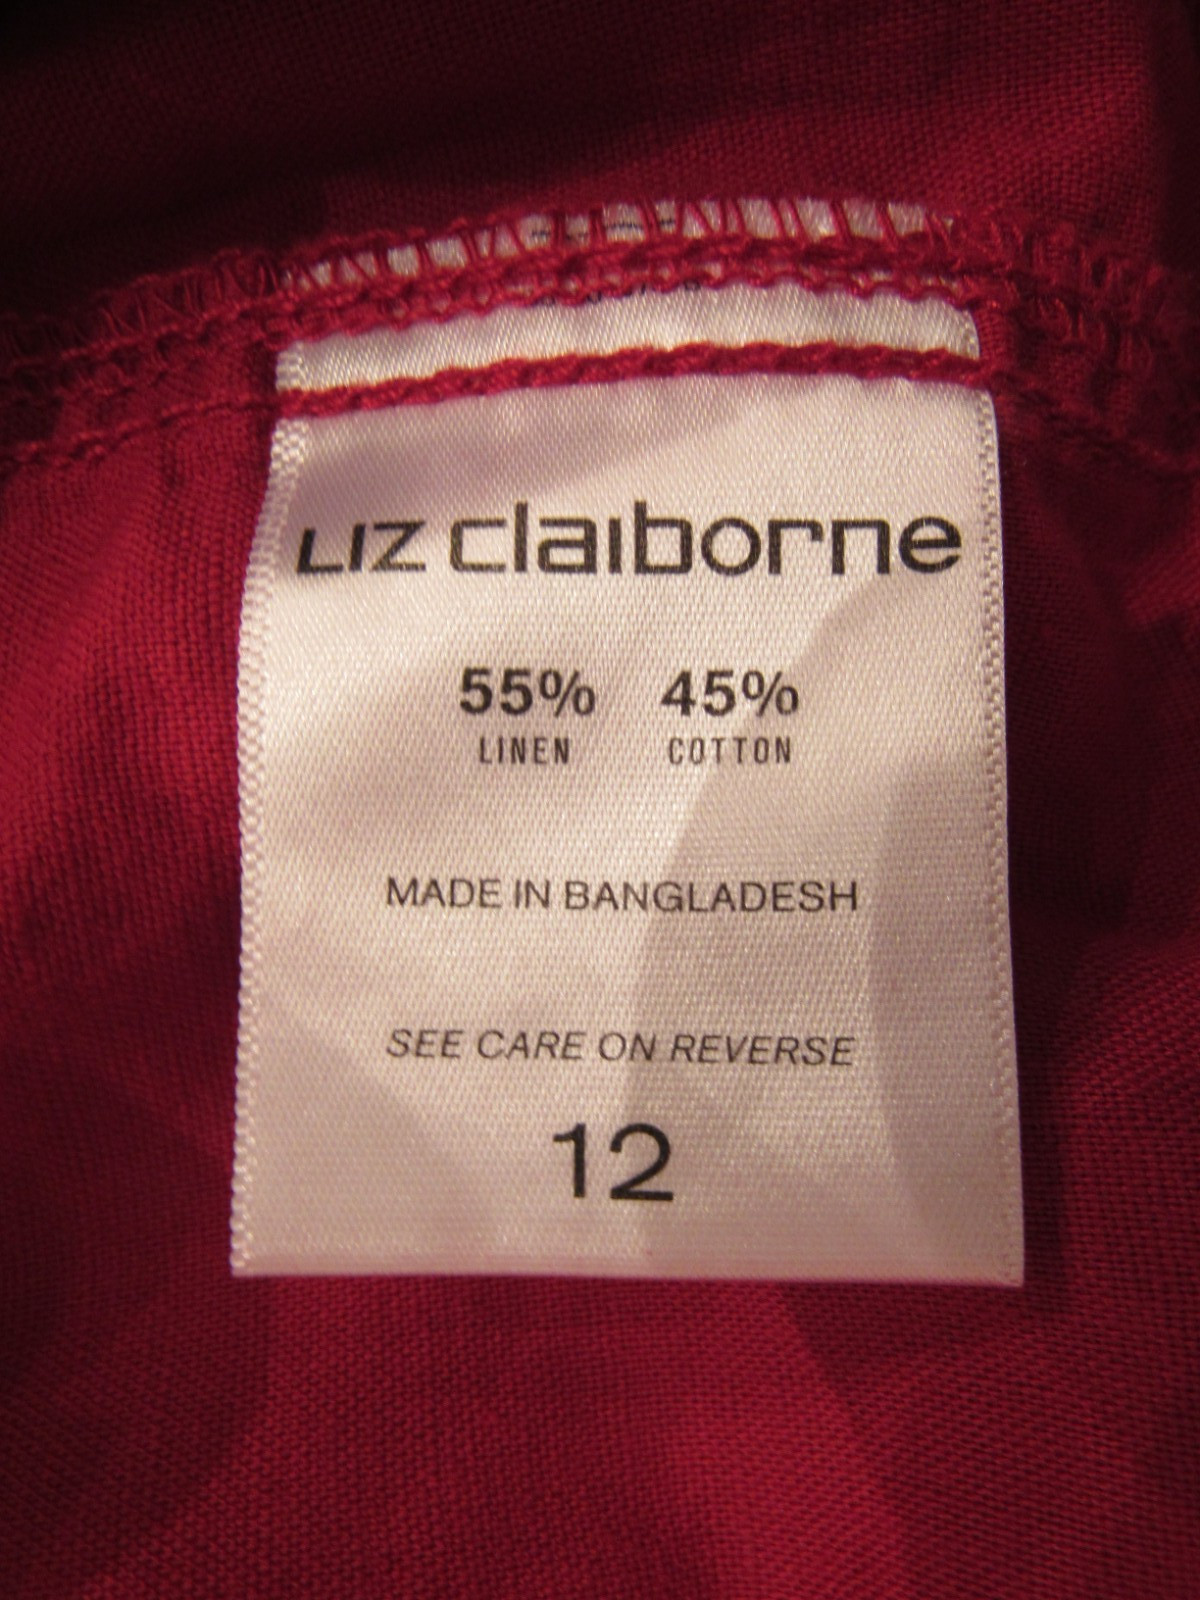 LIZ claiborne
55% 45%
LINEN COTTON
MADE IN BANGLADESH
SEE CARE ON REVERSE
12